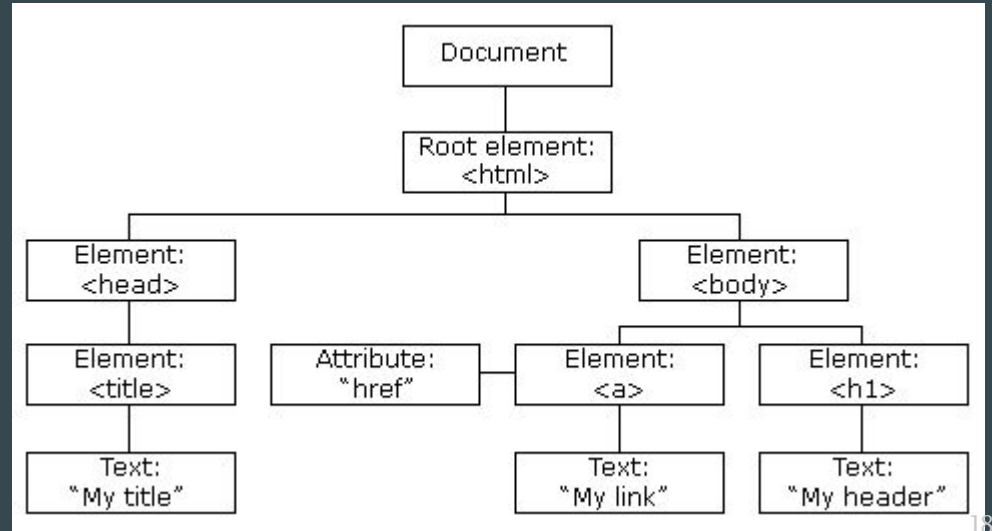 Document
Root element:
<html>
Element:
<head>
Element:
<body>
Element:
<title>
Attribute:
"href"
Element:
<a>
Element:
<h1>
Text:
"My title"
Text:
"My link"
Text:
"My header"
18